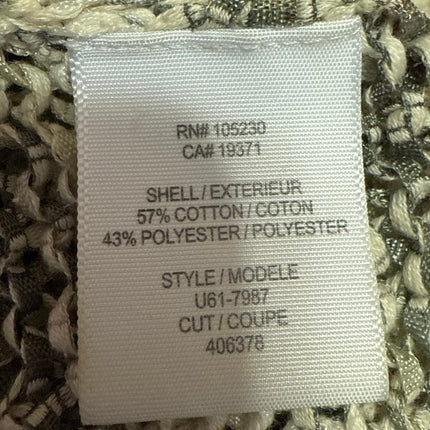 RN# 105230
CA# 19371
SHELL / EXTERIEUR
57% COTTON / COTON
43% POLYESTER / POLYESTER
STYLE / MODELE
U61-7987
CUT / COUPE
406378